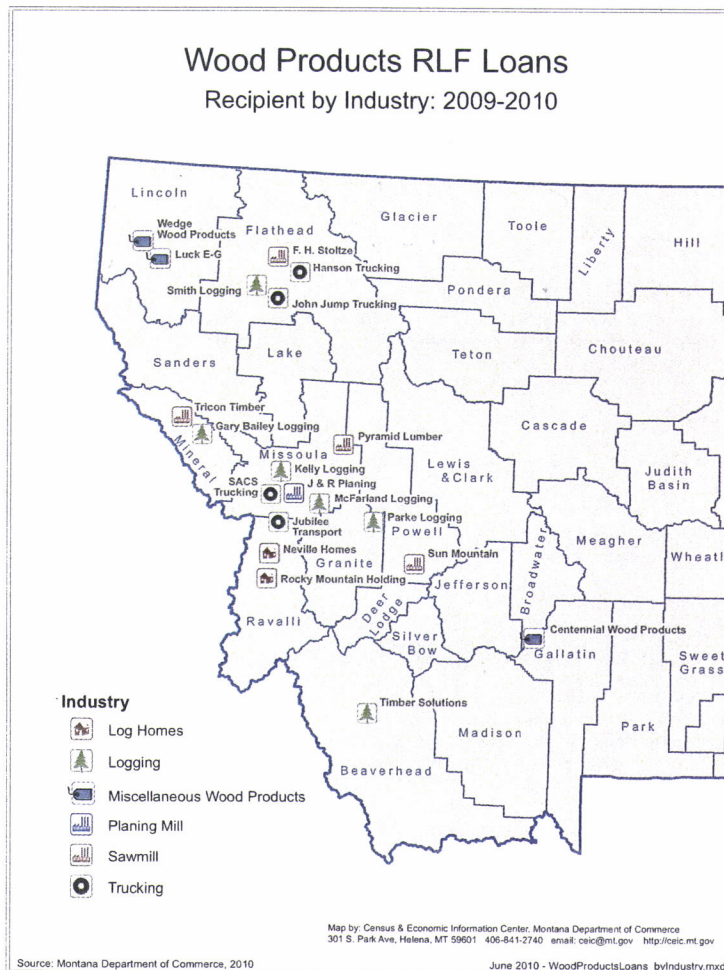 Wood Products RLF Loans
Recipient by Industry: 2009-2010
Lincoln
Flathead
Glacier
Toole
Liberty
Hill
Wedge
Wood Products
Luck E-G
F. H. Stoltze
Hanson Trucking
Smith Logging
John Jump Trucking
Pondera
Sanders
Lake
Teton
Chouteau
Tricon Timber
Gary Bailey Logging
Mineral
Missoula
Pyramid Lumber
Cascade
Kelly Logging
Lewis
& Clark
Judith
Basin
SACS
Trucking
J & R Planing
McFarland Logging
Jubilee
Transport
Parke Logging
Powell
Meagher
Neville Homes
Granite
Sun Mountain
Broadwater
Wheatl
Rocky Mountain Holding
Jefferson
Deer
Lodge
Ravalli
Silver
Bow
Centennial Wood Products
Gallatin
Sweet
Grass
Timber Solutions
Madison
Park
Beaverhead
Industry
Log Homes
Logging
Miscellaneous Wood Products
Planing Mill
Sawmill
Trucking
Map by: Census & Economic Information Center, Montana Department of Commerce
301 S. Park Ave, Helena, MT 59601 406-841-2740 email: ceic@mt.gov http://ceic.mt.gov
Source: Montana Department of Commerce, 2010
June 2010 - WoodProductsLoans_byIndustry.mxd